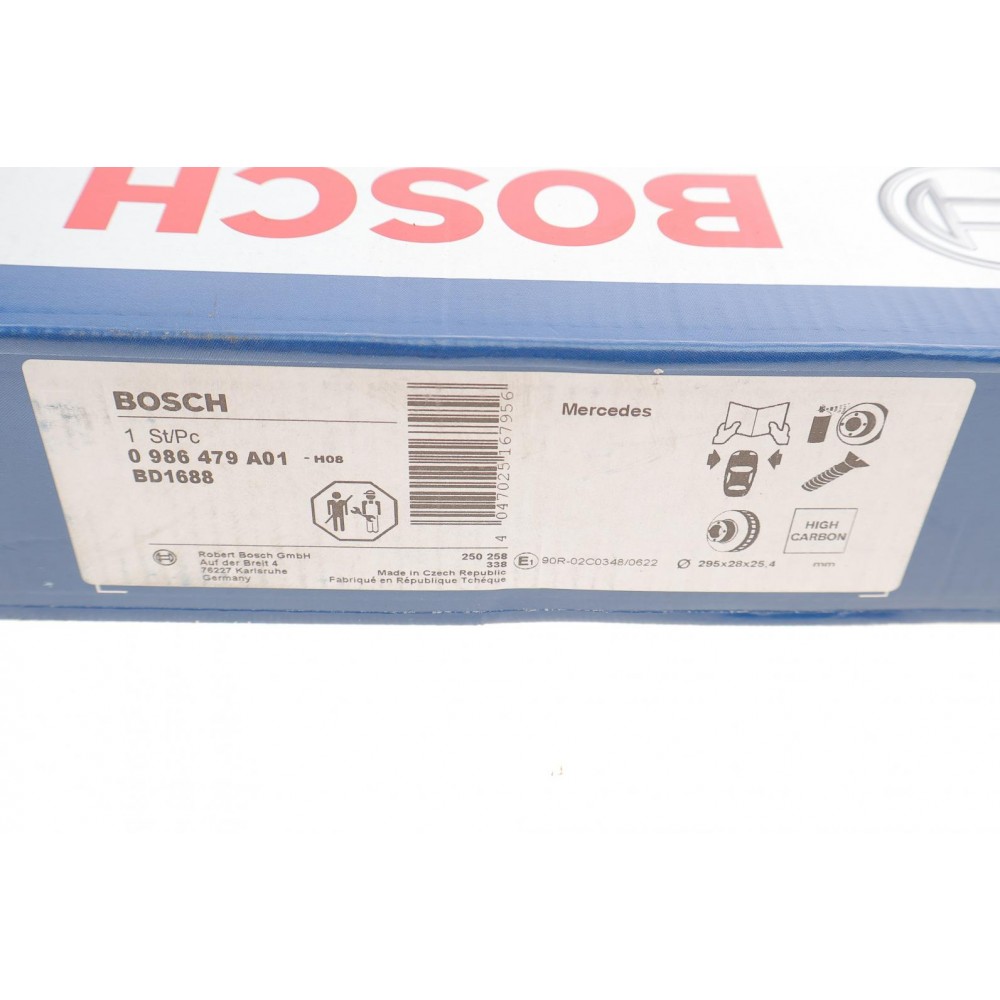 BOSCH
BOSCH
1 St/Pc
0 986 479 A01 - H08
BD1688
4 047025 167956
Mercedes
HIGH
CARBON
Robert Bosch GmbH
Auf der Breit 4
76227 Karlsruhe
Germany
250 258
338
Made in Czech Republic
Fabriqué en République Tchéque
E1 90R-02C0348/0622
Ø 295x28x25,4 mm